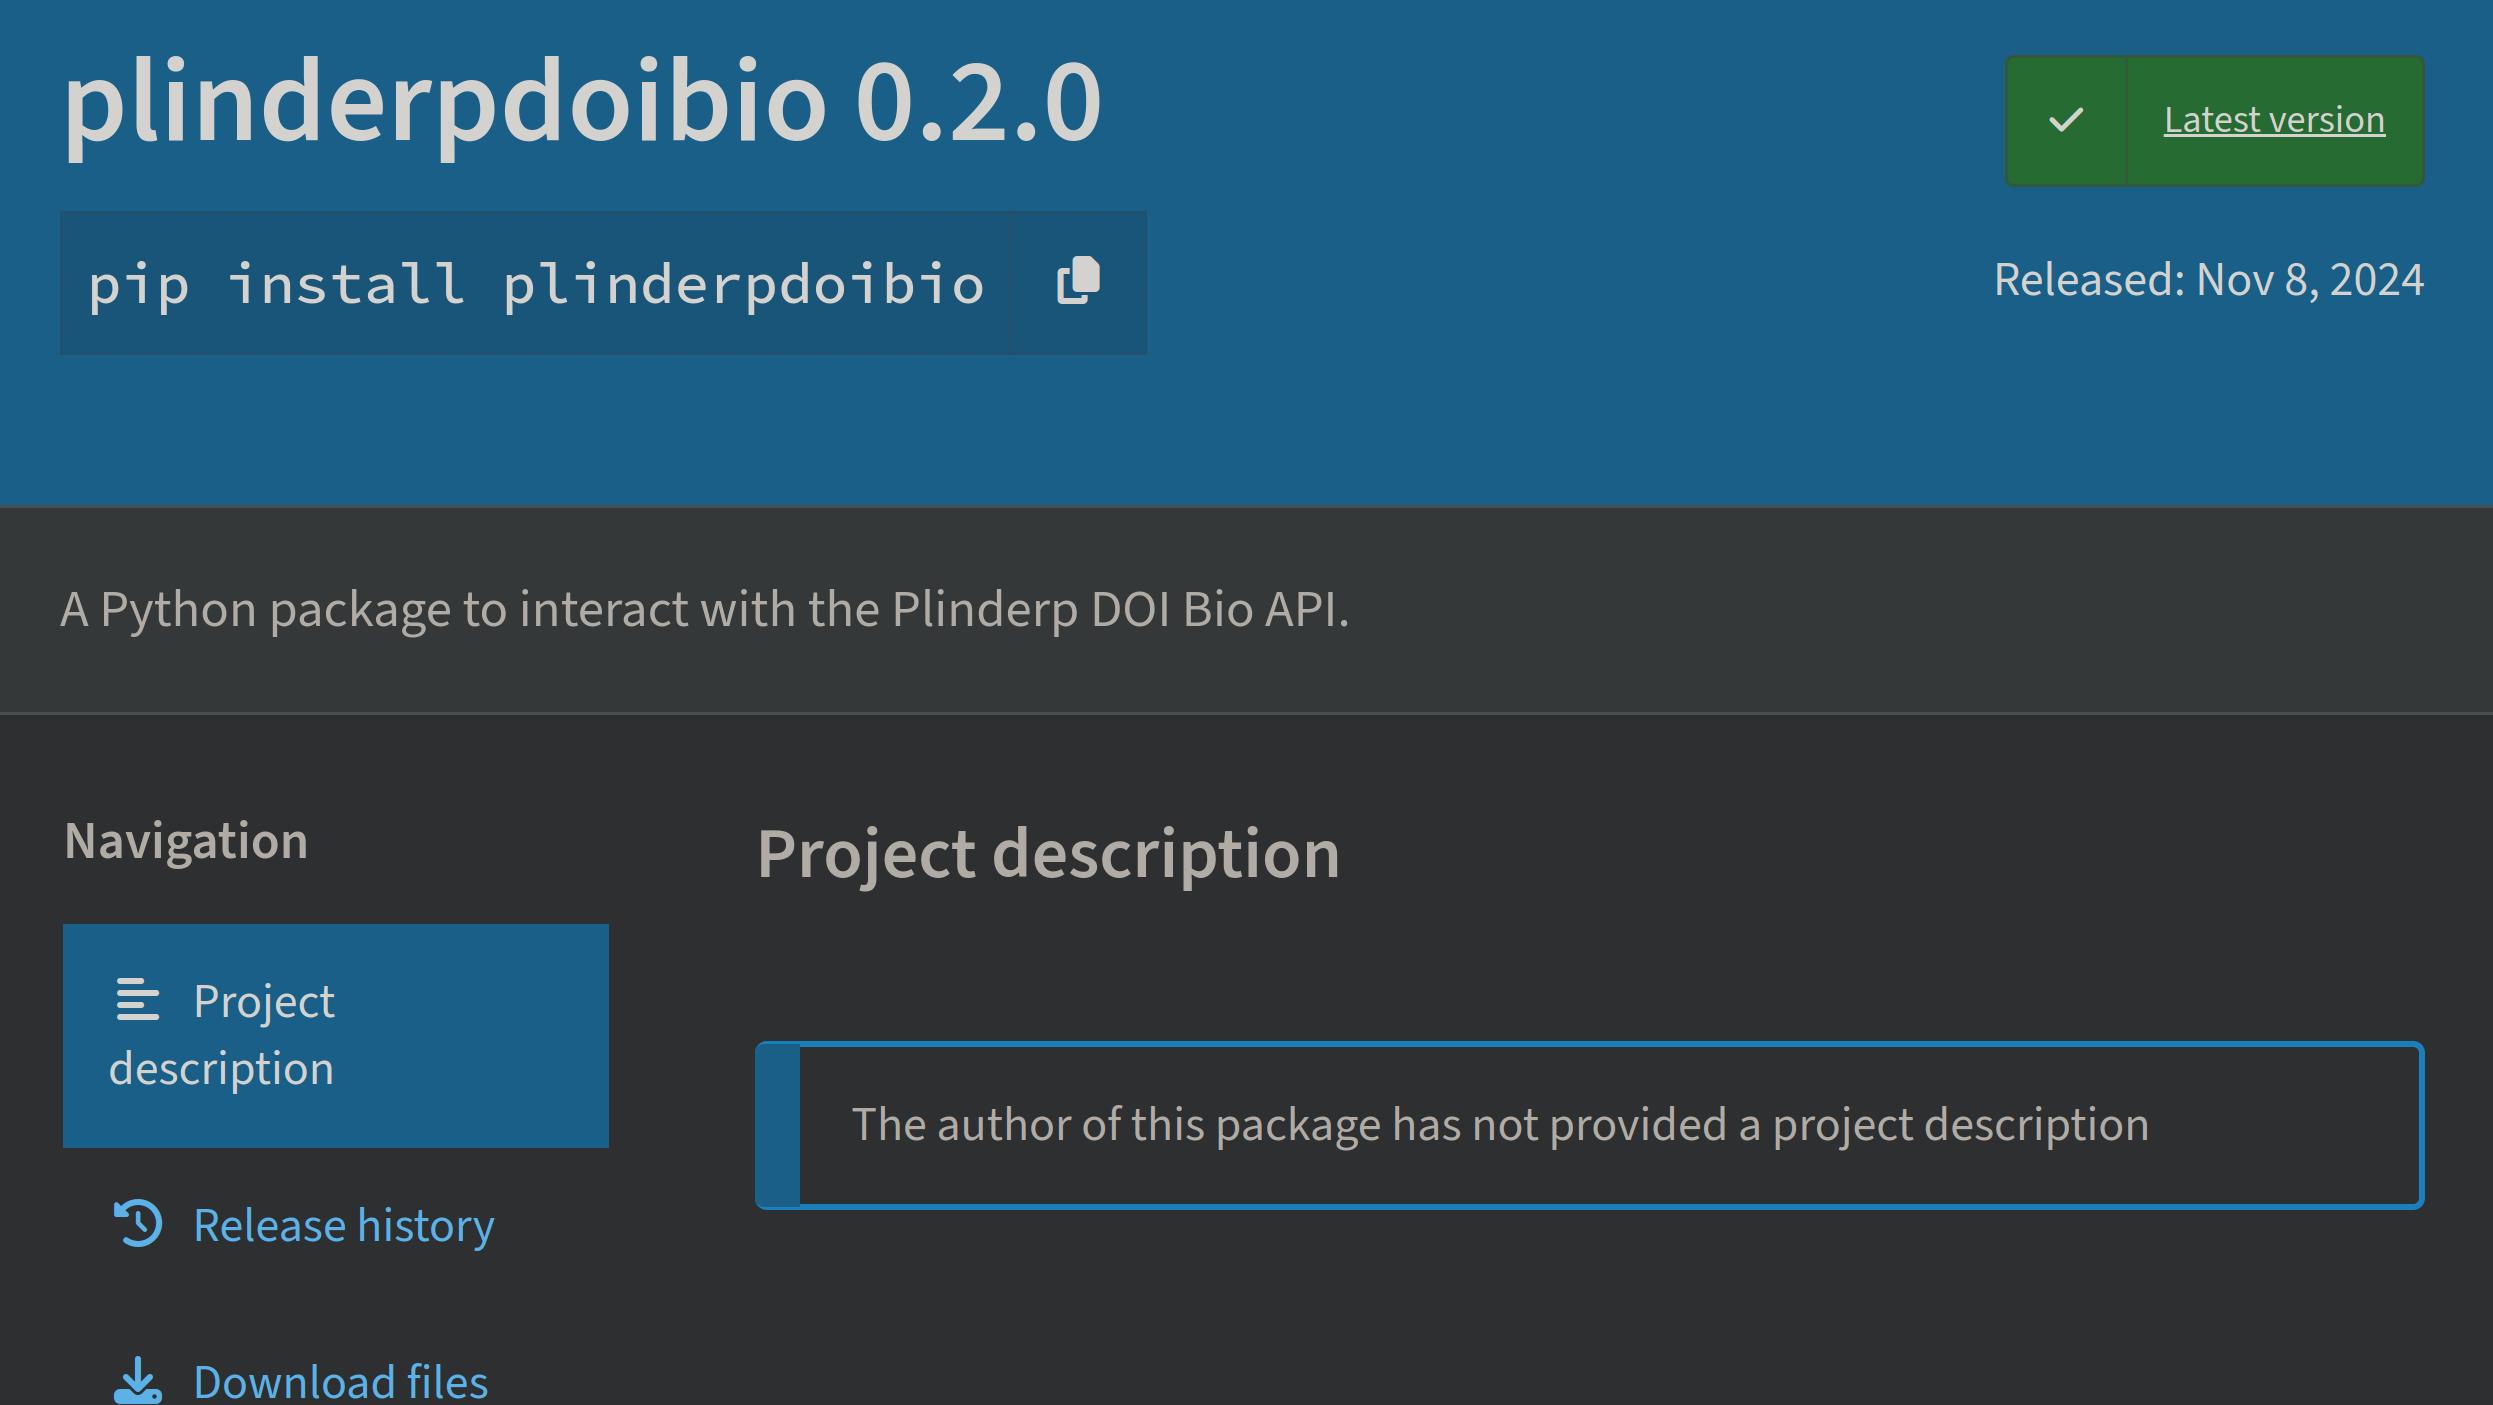 plinderpdoibio 0.2.0
Latest version
pip install plinderpdoibio
Released: Nov 8, 2024
A Python package to interact with the Plinderp DOI Bio API.
Navigation
Project
description
Release history
Download files
Project description
The author of this package has not provided a project description